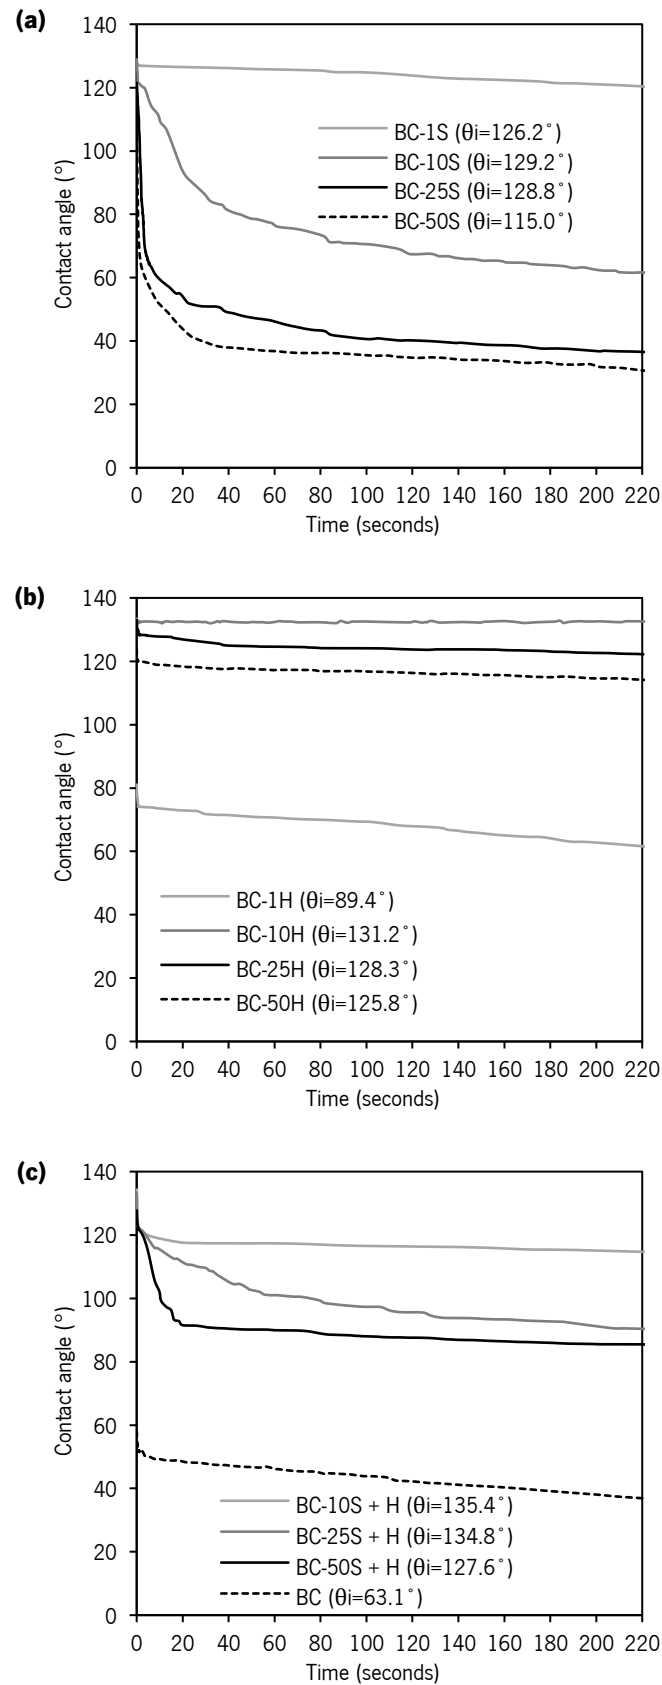 (a)
140
120
100
80
60
40
20
0
Contact angle (°)
BC-1S (θi=126.2˚)
BC-10S (θi=129.2˚)
BC-25S (θi=128.8˚)
BC-50S (θi=115.0˚)
0 20 40 60 80 100 120 140 160 180 200 220
Time (seconds)
(b)
140
120
100
80
60
40
20
0
Contact angle (°)
BC-1H (θi=89.4˚)
BC-10H (θi=131.2˚)
BC-25H (θi=128.3˚)
BC-50H (θi=125.8˚)
0 20 40 60 80 100 120 140 160 180 200 220
Time (seconds)
(c)
140
120
100
80
60
40
20
0
Contact angle (°)
BC-10S + H (θi=135.4˚)
BC-25S + H (θi=134.8˚)
BC-50S + H (θi=127.6˚)
BC (θi=63.1˚)
0 20 40 60 80 100 120 140 160 180 200 220
Time (seconds)